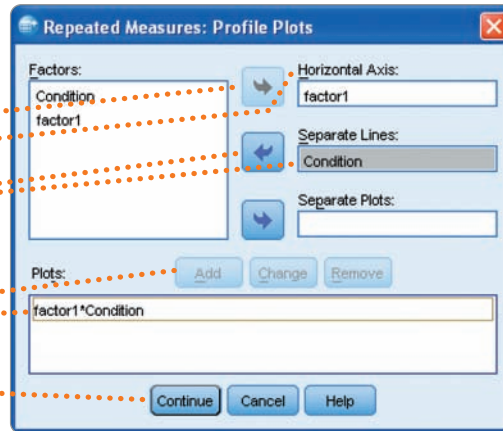 Repeated Measures: Profile Plots
Factors:
Condition
factor1
Horizontal Axis:
factor1
Separate Lines:
Condition
Separate Plots:
Plots:
Add
Change
Remove
factor1*Condition
Continue
Cancel
Help